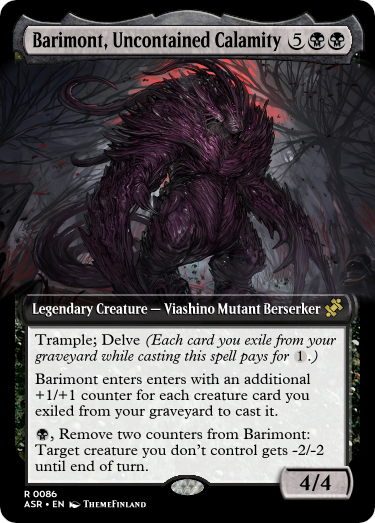 Barimont, Uncontained Calamity 5
Legendary Creature — Viashino Mutant Berserker
Trample; Delve (Each card you exile from your
graveyard while casting this spell pays for 1.)
Barimont enters enters with an additional
+1/+1 counter for each creature card you
exiled from your graveyard to cast it.
, Remove two counters from Barimont:
Target creature you don't control gets -2/-2
until end of turn.
4/4
R 0086
ASR • EN ThemeFinland